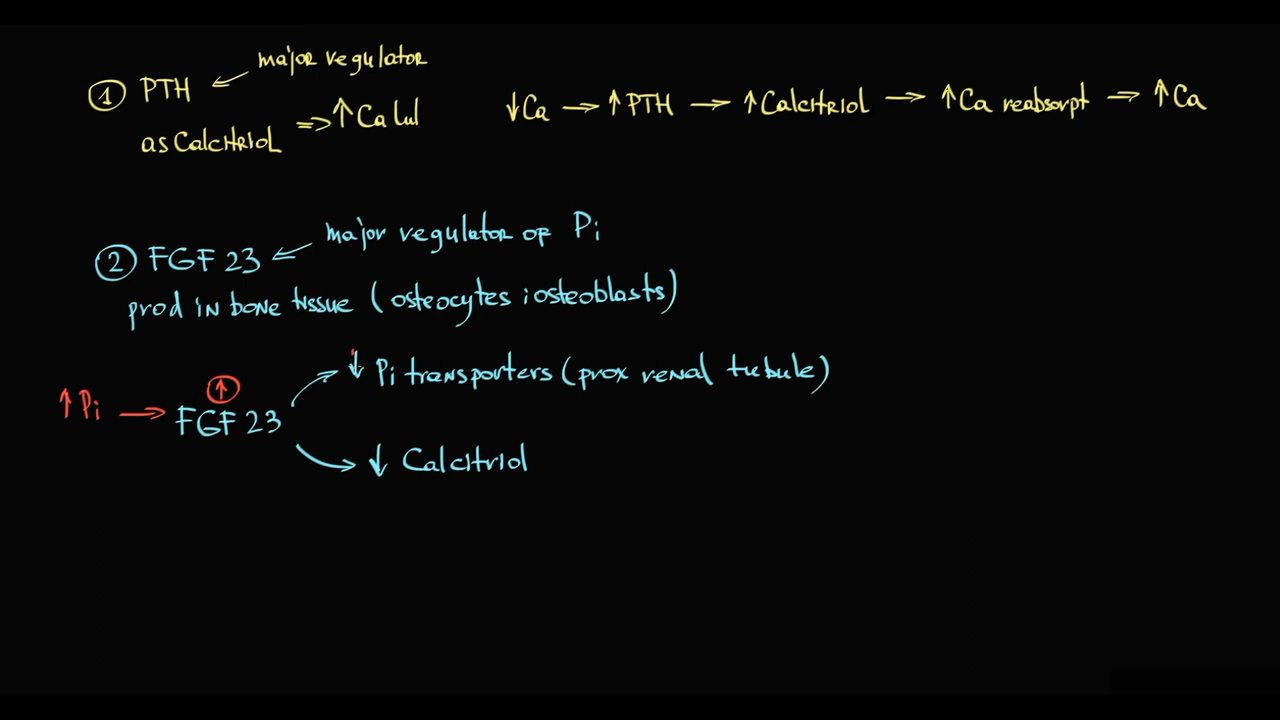 ① PTH ← major regulator
as Calcitriol => ↑ Ca lvl
↓Ca → ↑ PTH → ↑ Calcitriol → ↑ Ca reabsorpt → ↑ Ca
② FGF 23 ← major regulator of Pi
prod in bone tissue (osteocytes; osteoblasts)
↑ Pi → ↑ FGF 23
↓ Pi transporters (prox renal tubule)
↓ Calcitriol